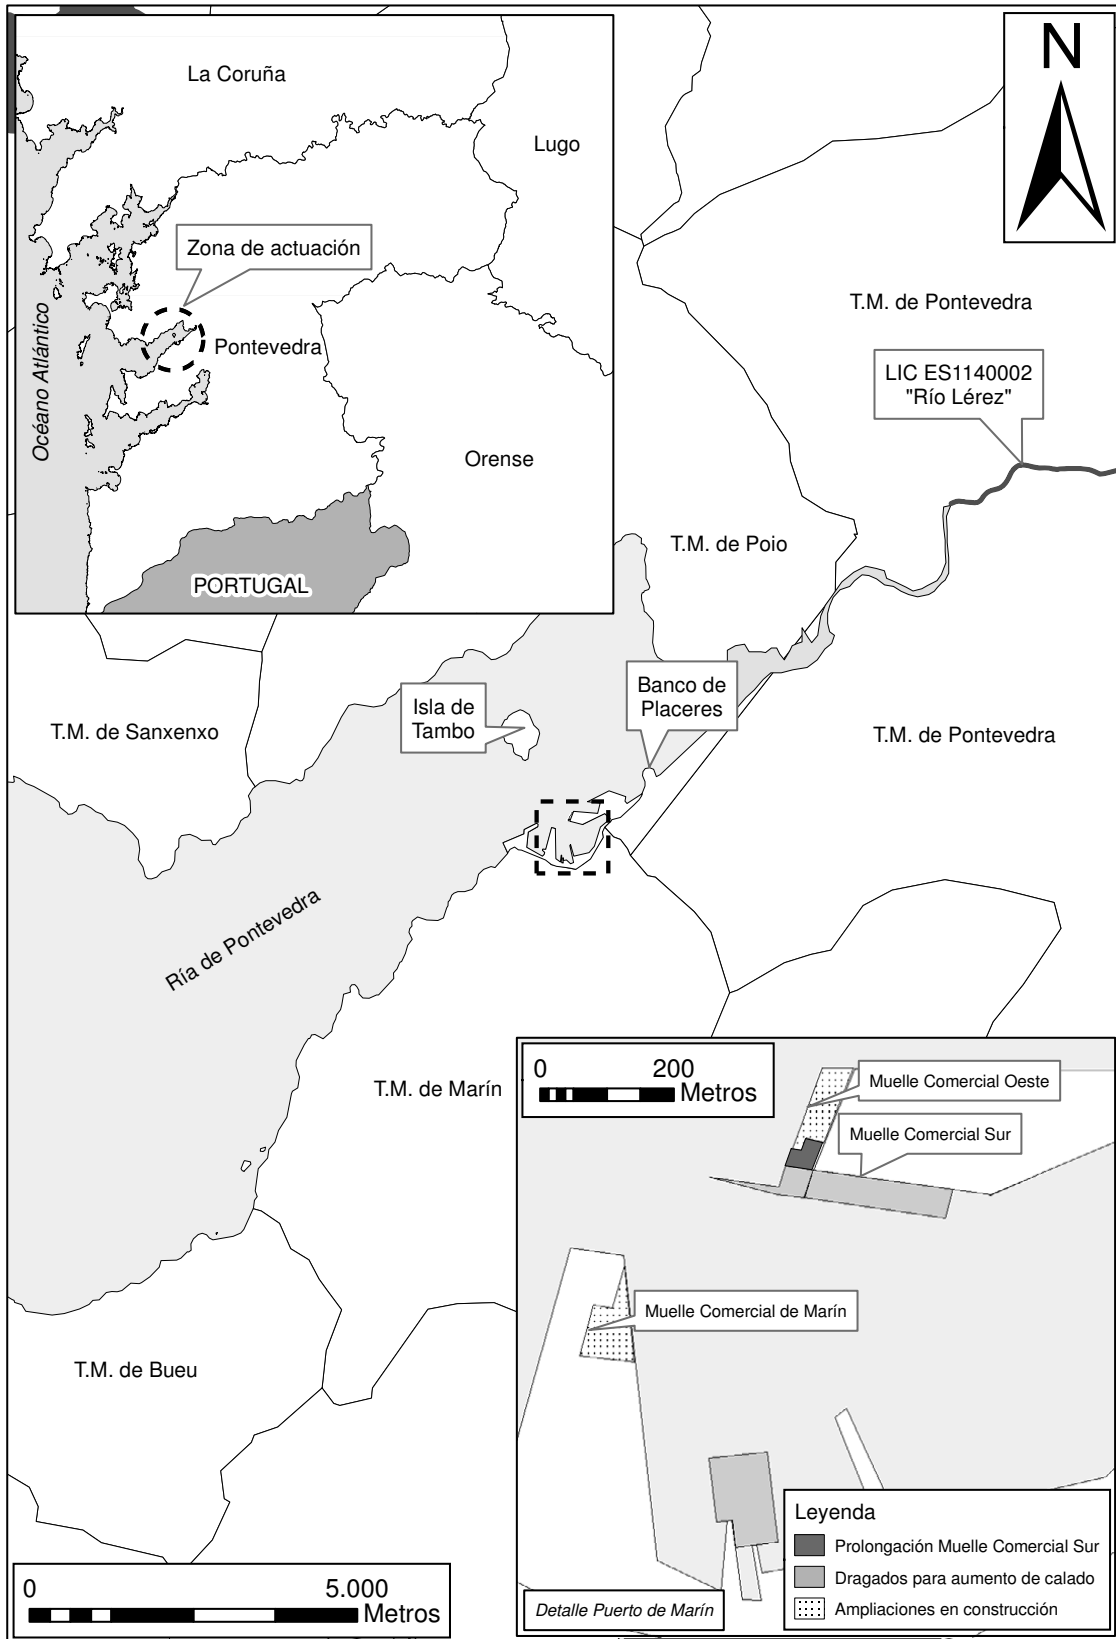 N
La Coruña
Lugo
Zona de actuación
Pontevedra
Océano Atlántico
Orense
PORTUGAL
T.M. de Pontevedra
LIC ES1140002
"Río Lérez"
T.M. de Poio
Banco de
Placeres
Isla de
Tambo
T.M. de Sanxenxo
T.M. de Pontevedra
Ría de Pontevedra
T.M. de Marín
T.M. de Bueu
0 200
Metros
Muelle Comercial Oeste
Muelle Comercial Sur
Muelle Comercial de Marín
Leyenda
Prolongación Muelle Comercial Sur
Dragados para aumento de calado
Ampliaciones en construcción
Detalle Puerto de Marín
0 5.000
Metros